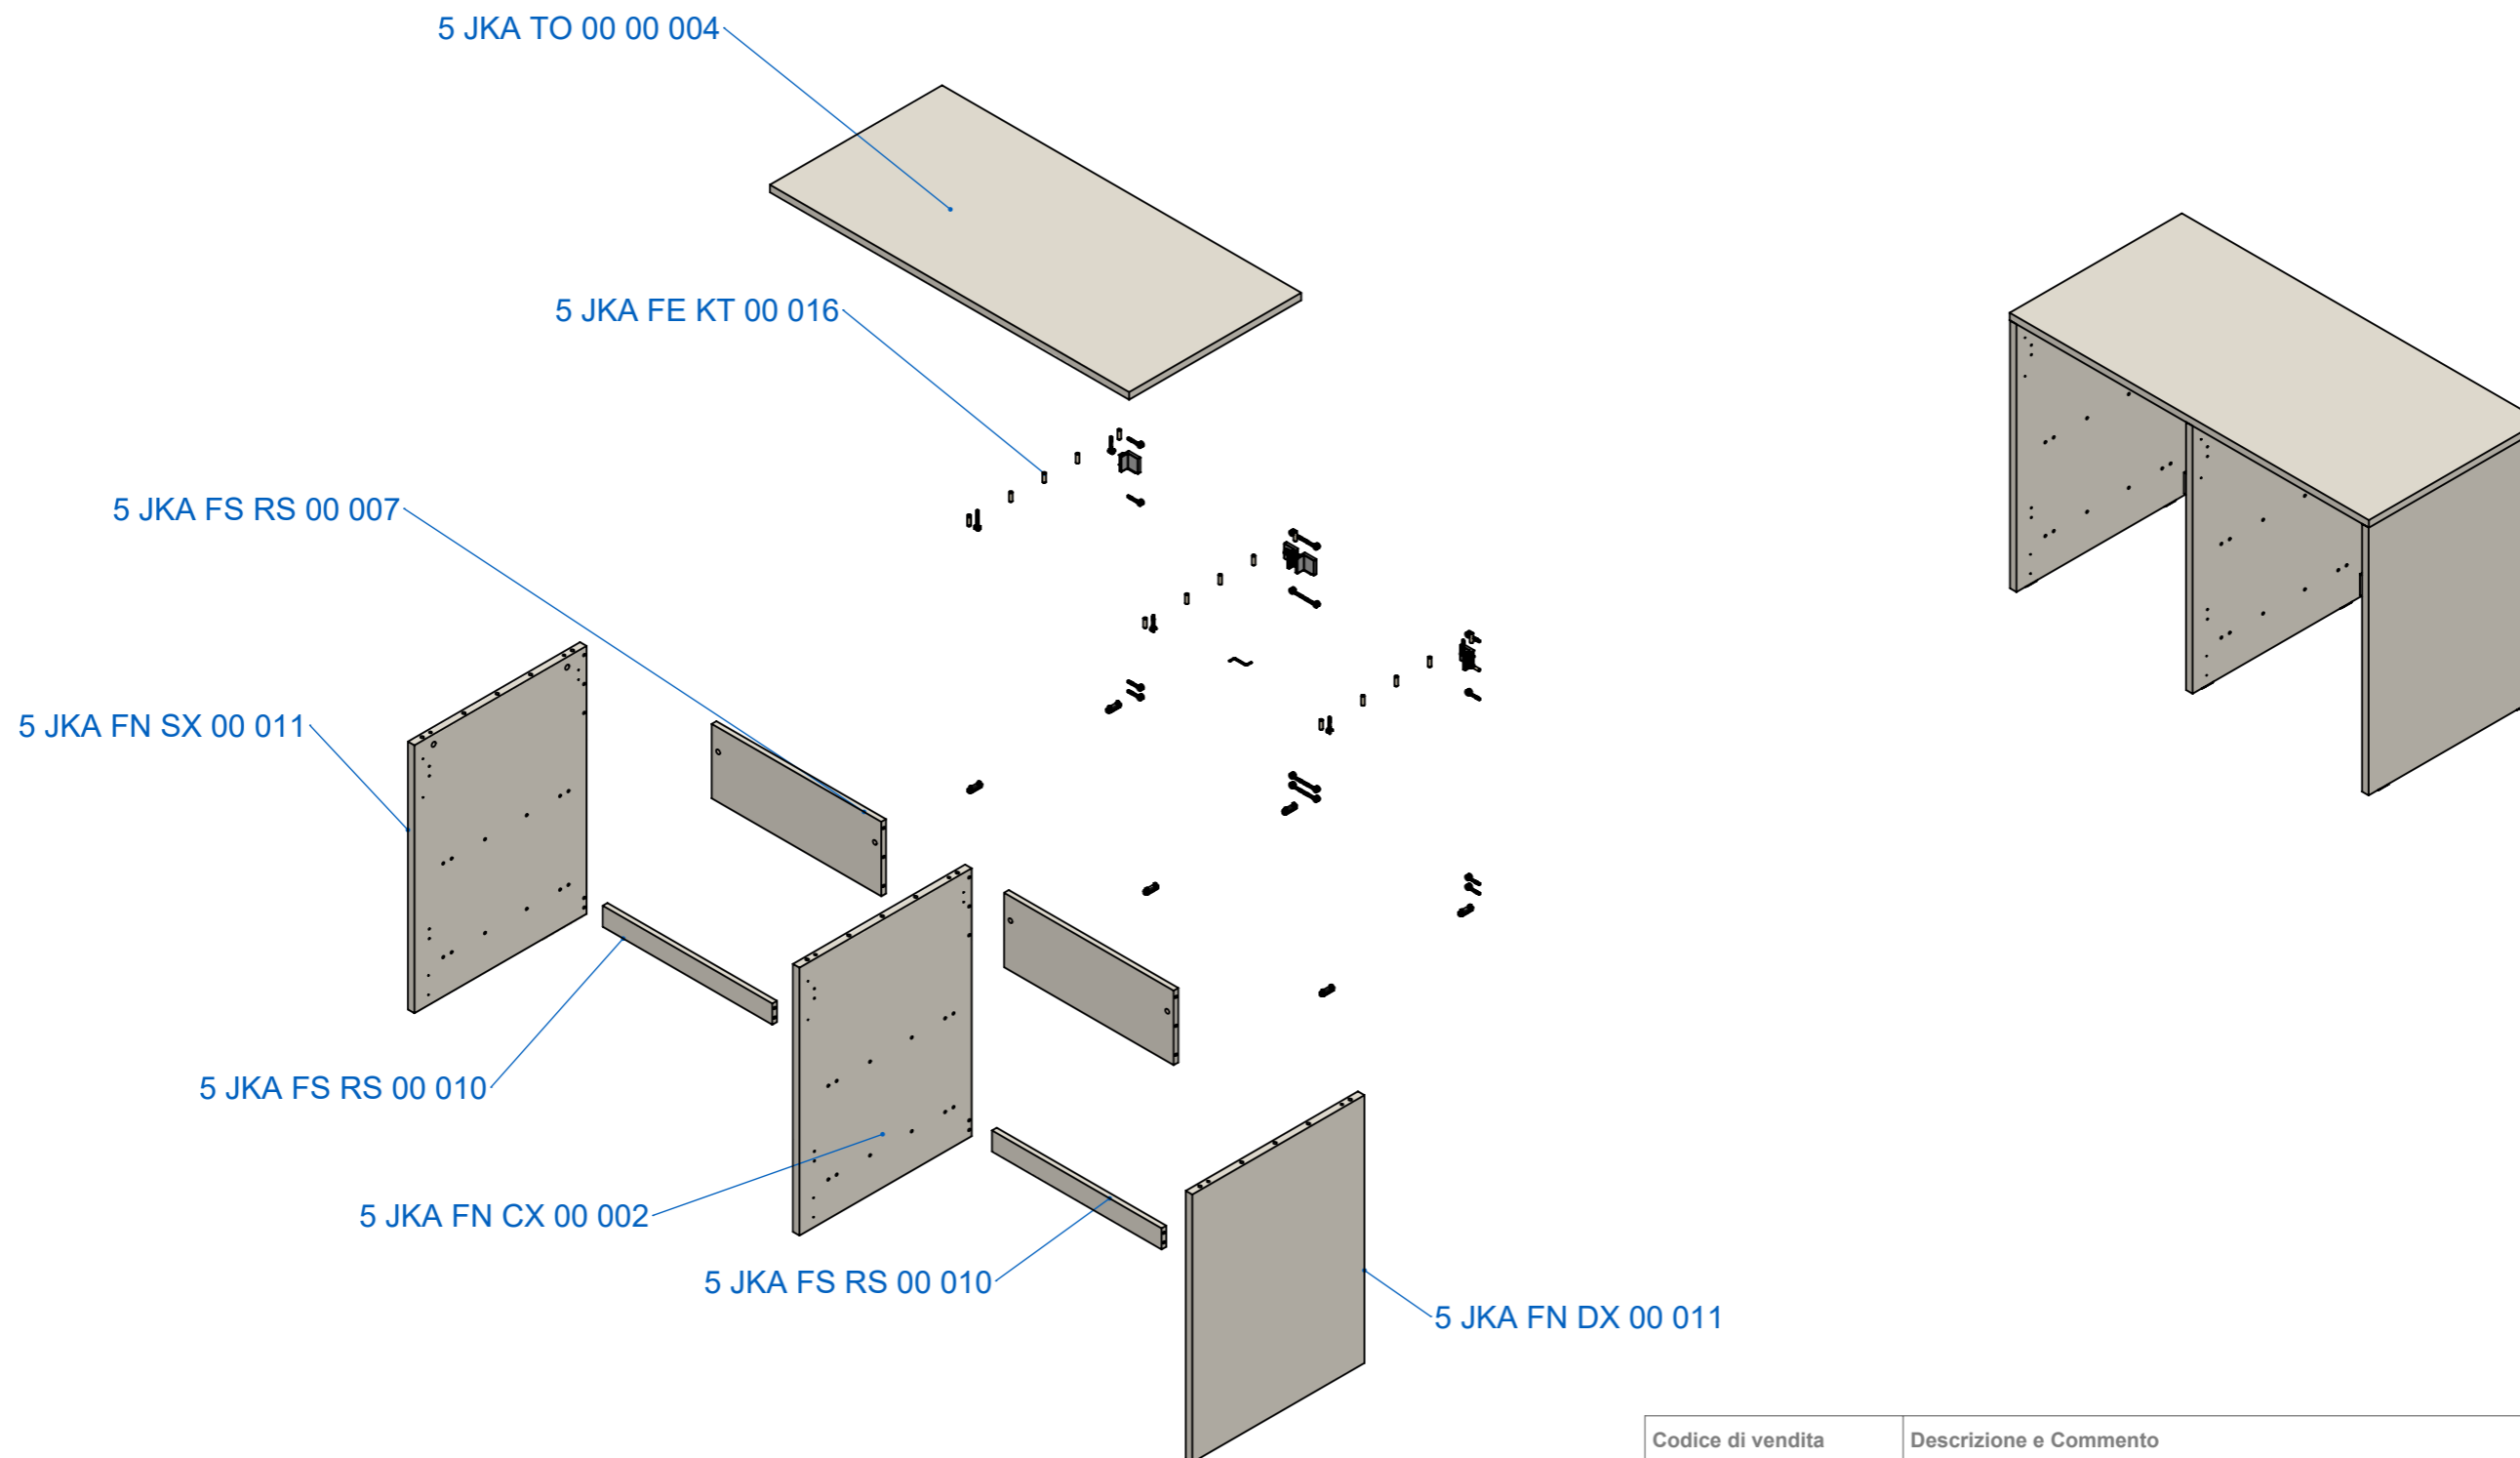 5 JKA TO 00 00 004
5 JKA FE KT 00 016
5 JKA FS RS 00 007
5 JKA FN SX 00 011
5 JKA FS RS 00 010
5 JKA FN CX 00 002
5 JKA FS RS 00 010
5 JKA FN DX 00 011
Codice di vendita
Descrizione e Commento